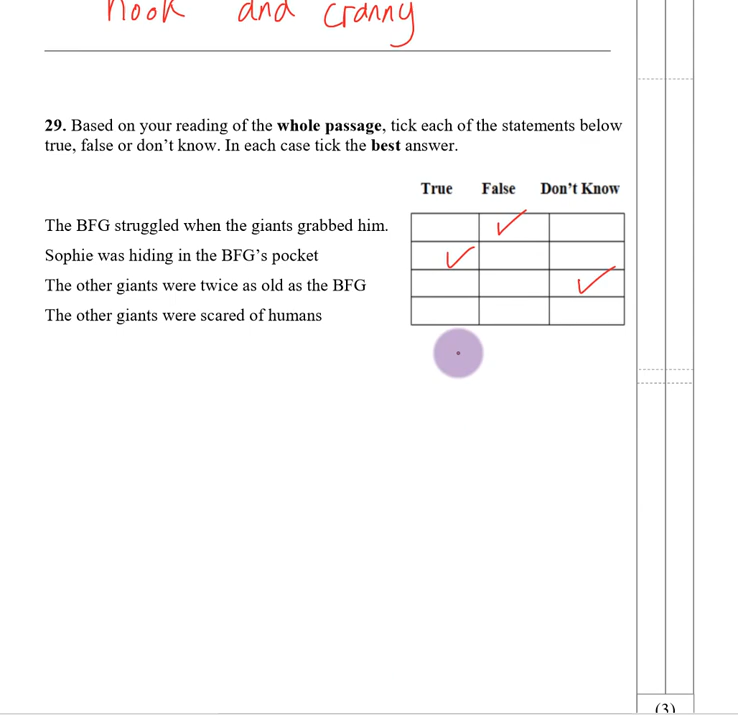 nook and cranny
29. Based on your reading of the whole passage, tick each of the statements below
true, false or don’t know. In each case tick the best answer.
True False Don’t Know
The BFG struggled when the giants grabbed him.
Sophie was hiding in the BFG’s pocket
The other giants were twice as old as the BFG
The other giants were scared of humans
(3)